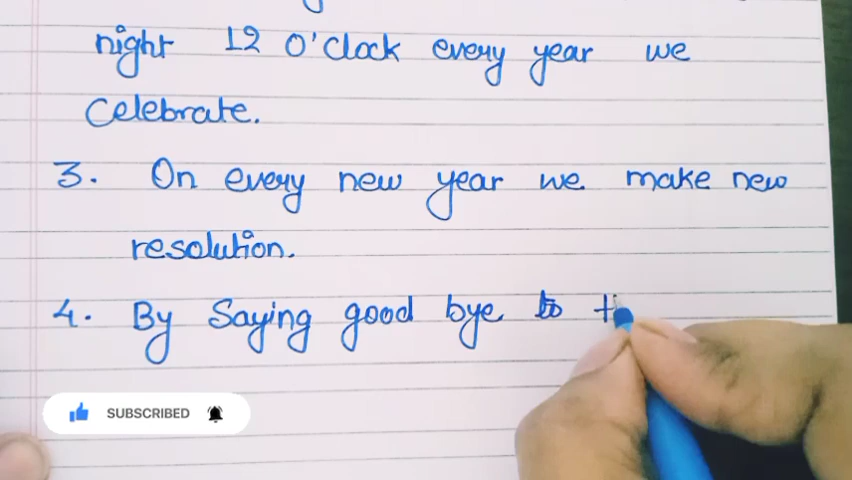 night 12 O'Clock every year we
Celebrate.
3. On every new year we make new
resolution.
4. By Saying good bye to
SUBSCRIBED